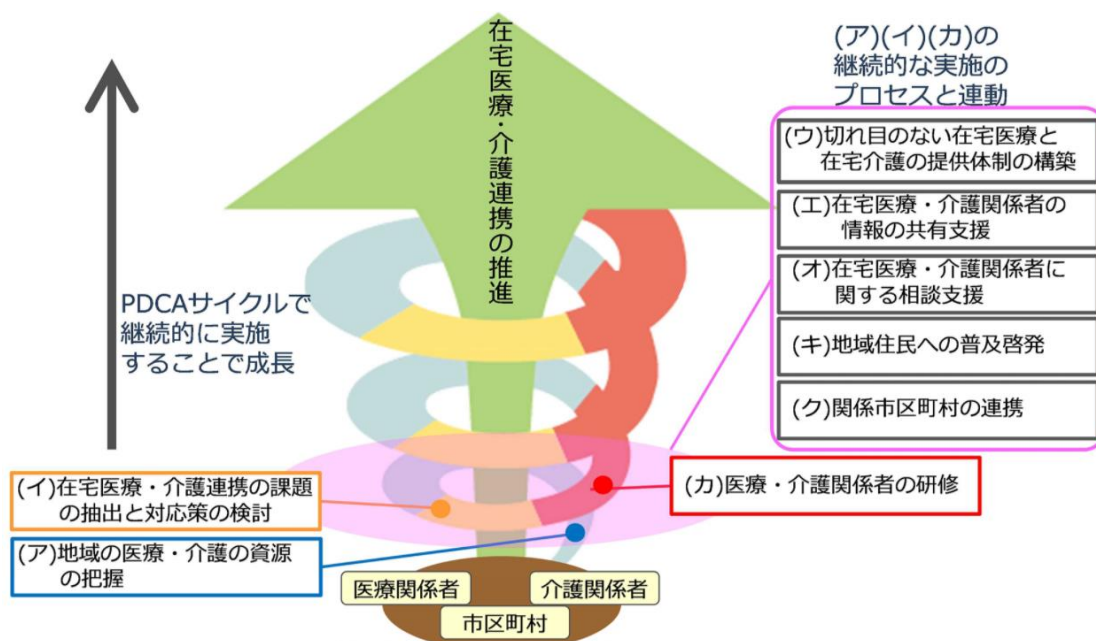 在宅医療・介護連携の推進
(ア)(イ)(カ)の
継続的な実施の
プロセスと連動
(ウ)切れ目のない在宅医療と
在宅介護の提供体制の構築
(エ)在宅医療・介護関係者の
情報の共有支援
(オ)在宅医療・介護関係者に
関する相談支援
(キ)地域住民への普及啓発
(ク)関係市区町村の連携
PDCAサイクルで
継続的に実施
することで成長
(イ)在宅医療・介護連携の課題
の抽出と対応策の検討
(カ)医療・介護関係者の研修
(ア)地域の医療・介護の資源
の把握
医療関係者
介護関係者
市区町村